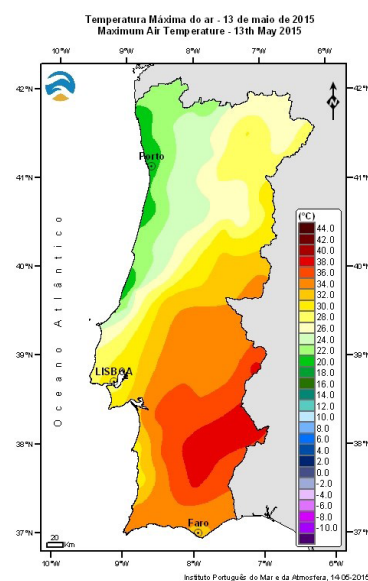 Temperatura Máxima do ar - 13 de maio de 2015
Maximum Air Temperature - 13th May 2015
10°W 9°W 8°W 7°W 6°W
42°N 42°N
Porto
41°N 41°N
(°C)
44.0
42.0
40.0
38.0
36.0
34.0
32.0
30.0
28.0
26.0
24.0
22.0
20.0
18.0
16.0
14.0
12.0
10.0
8.0
6.0
4.0
2.0
0.0
-2.0
-4.0
-6.0
-8.0
-10.0
40°N 40°N
Oceano Atlântico
39°N 39°N
LISBOA
38°N 38°N
Faro
37°N 37°N
20
Km
10°W 9°W 8°W 7°W 6°W
Instituto Português do Mar e da Atmosfera, 14-05-2015